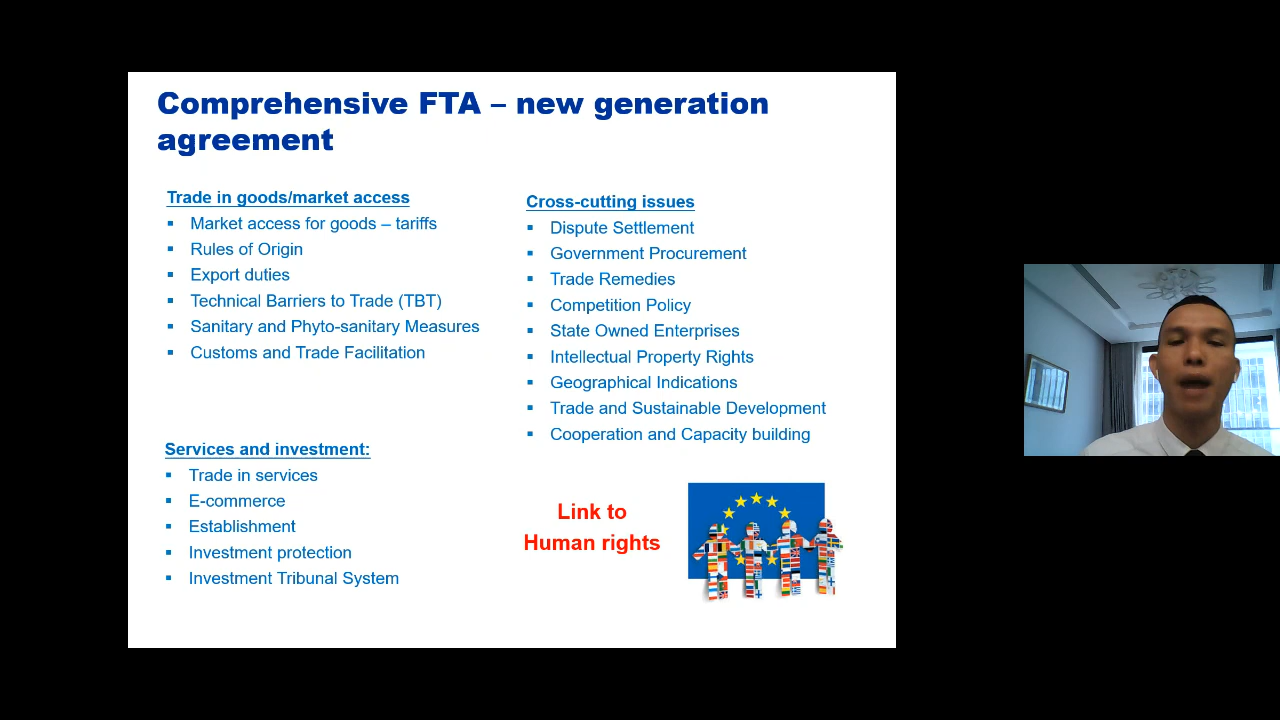 Comprehensive FTA – new generation
agreement
Trade in goods/market access
▪ Market access for goods – tariffs
▪ Rules of Origin
▪ Export duties
▪ Technical Barriers to Trade (TBT)
▪ Sanitary and Phyto-sanitary Measures
▪ Customs and Trade Facilitation
Services and investment:
▪ Trade in services
▪ E-commerce
▪ Establishment
▪ Investment protection
▪ Investment Tribunal System
Cross-cutting issues
▪ Dispute Settlement
▪ Government Procurement
▪ Trade Remedies
▪ Competition Policy
▪ State Owned Enterprises
▪ Intellectual Property Rights
▪ Geographical Indications
▪ Trade and Sustainable Development
▪ Cooperation and Capacity building
Link to
Human rights